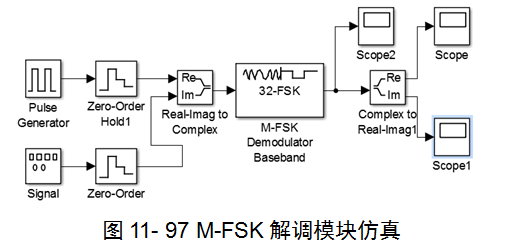 Scope2
Scope
Re
Im
32-FSK
Re
Im
Pulse
Generator
Zero-Order
Hold1
Real-Imag to
Complex
M-FSK
Demodulator
Baseband
Complex to
Real-Imag1
Scope1
Signal
Zero-Order
图 11- 97 M-FSK 解调模块仿真